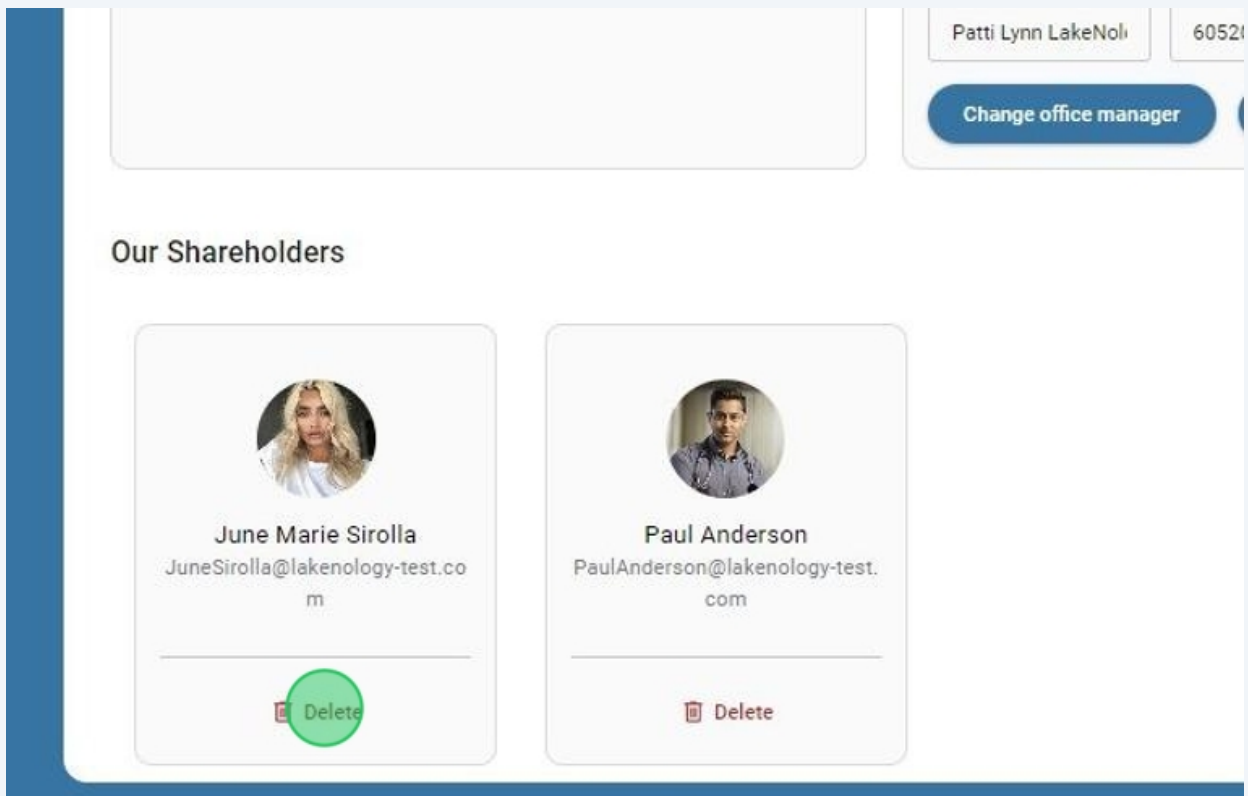 Patti Lynn LakeNol
6052
Change office manager
Our Shareholders
June Marie Sirolla
JuneSirolla@lakenology-test.co
m
Delete
Paul Anderson
PaulAnderson@lakenology-test.
com
Delete